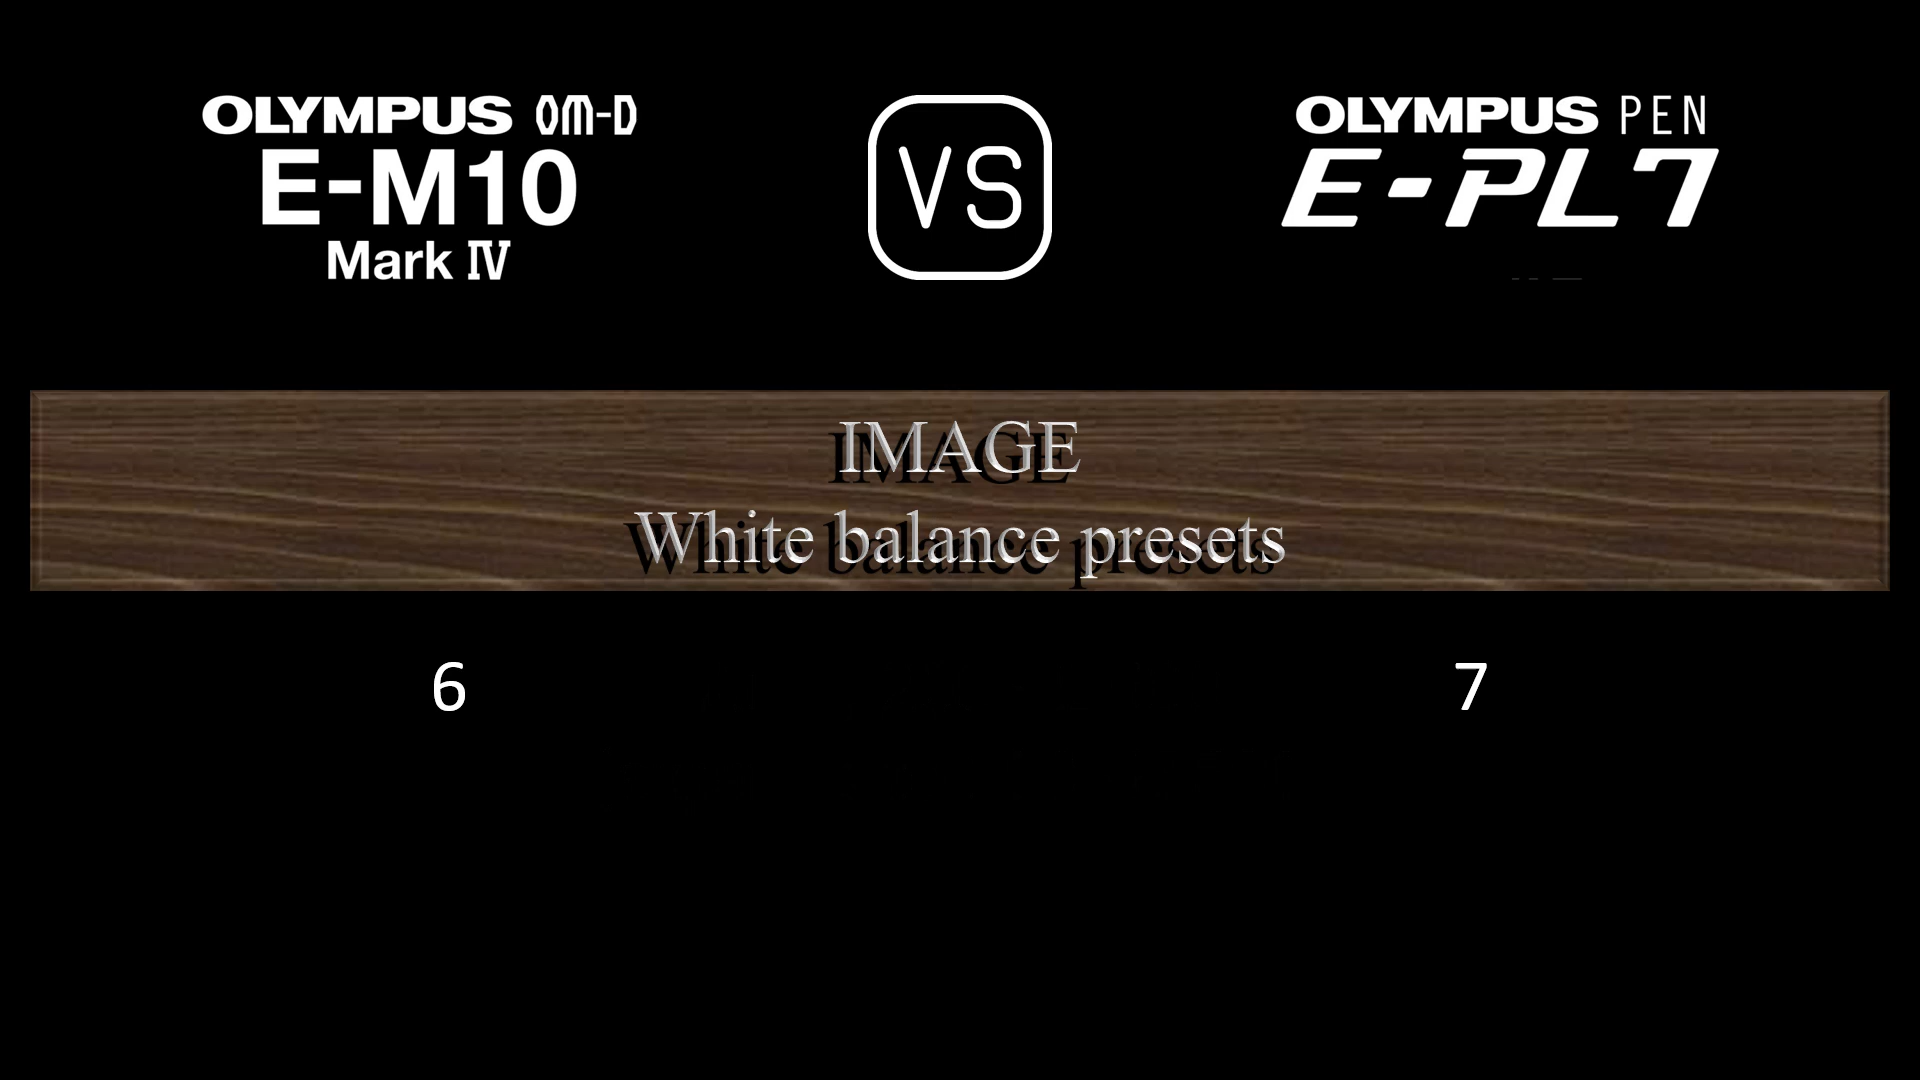 OLYMPUS OM-D
E-M10
Mark IV
VS
OLYMPUS PEN
E-PL7
IMAGE
White balance presets
6
7